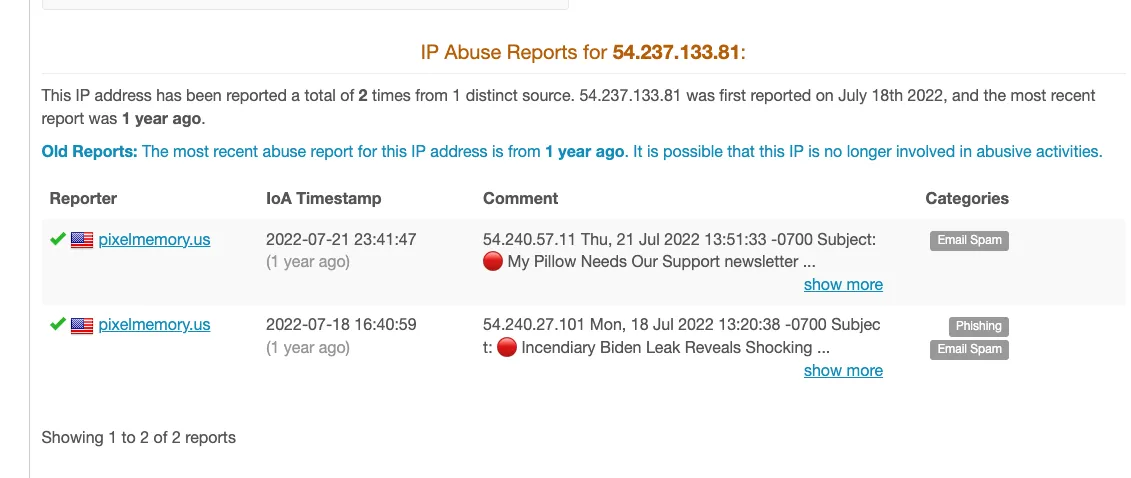 IP Abuse Reports for 54.237.133.81:
This IP address has been reported a total of 2 times from 1 distinct source. 54.237.133.81 was first reported on July 18th 2022, and the most recent
report was 1 year ago.
Old Reports: The most recent abuse report for this IP address is from 1 year ago. It is possible that this IP is no longer involved in abusive activities.
Reporter IoA Timestamp Comment Categories
pixelmemory.us 2022-07-21 23:41:47 54.240.57.11 Thu, 21 Jul 2022 13:51:33 -0700 Subject: Email Spam
(1 year ago) 🔴 My Pillow Needs Our Support newsletter ...
show more
pixelmemory.us 2022-07-18 16:40:59 54.240.27.101 Mon, 18 Jul 2022 13:20:38 -0700 Subjec Phishing
(1 year ago) t: 🔴 Incendiary Biden Leak Reveals Shocking ... Email Spam
show more
Showing 1 to 2 of 2 reports